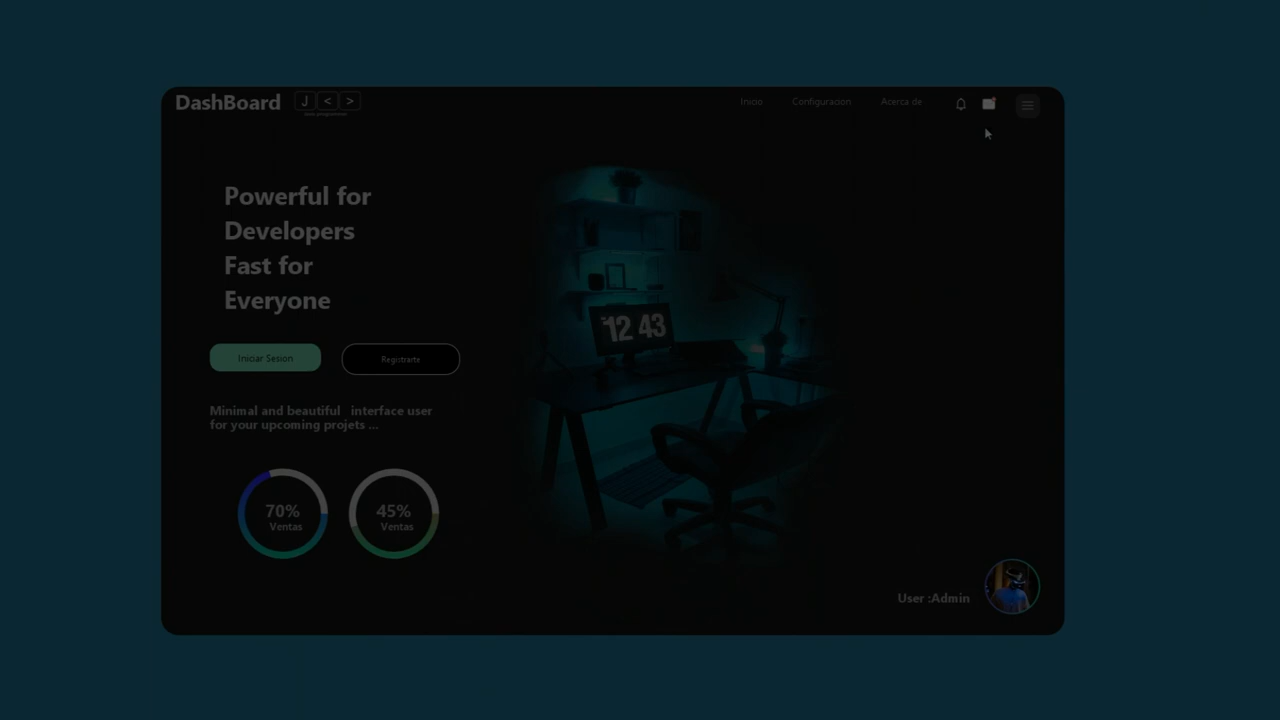 DashBoard J < >
Inicio Configuración Acerca de
Powerful for
Developers
Fast for
Everyone
12 43
Iniciar Sesion Registrarte
Minimal and beautiful interface user
for your upcoming projets ...
70% 45%
Ventas Ventas
User :Admin